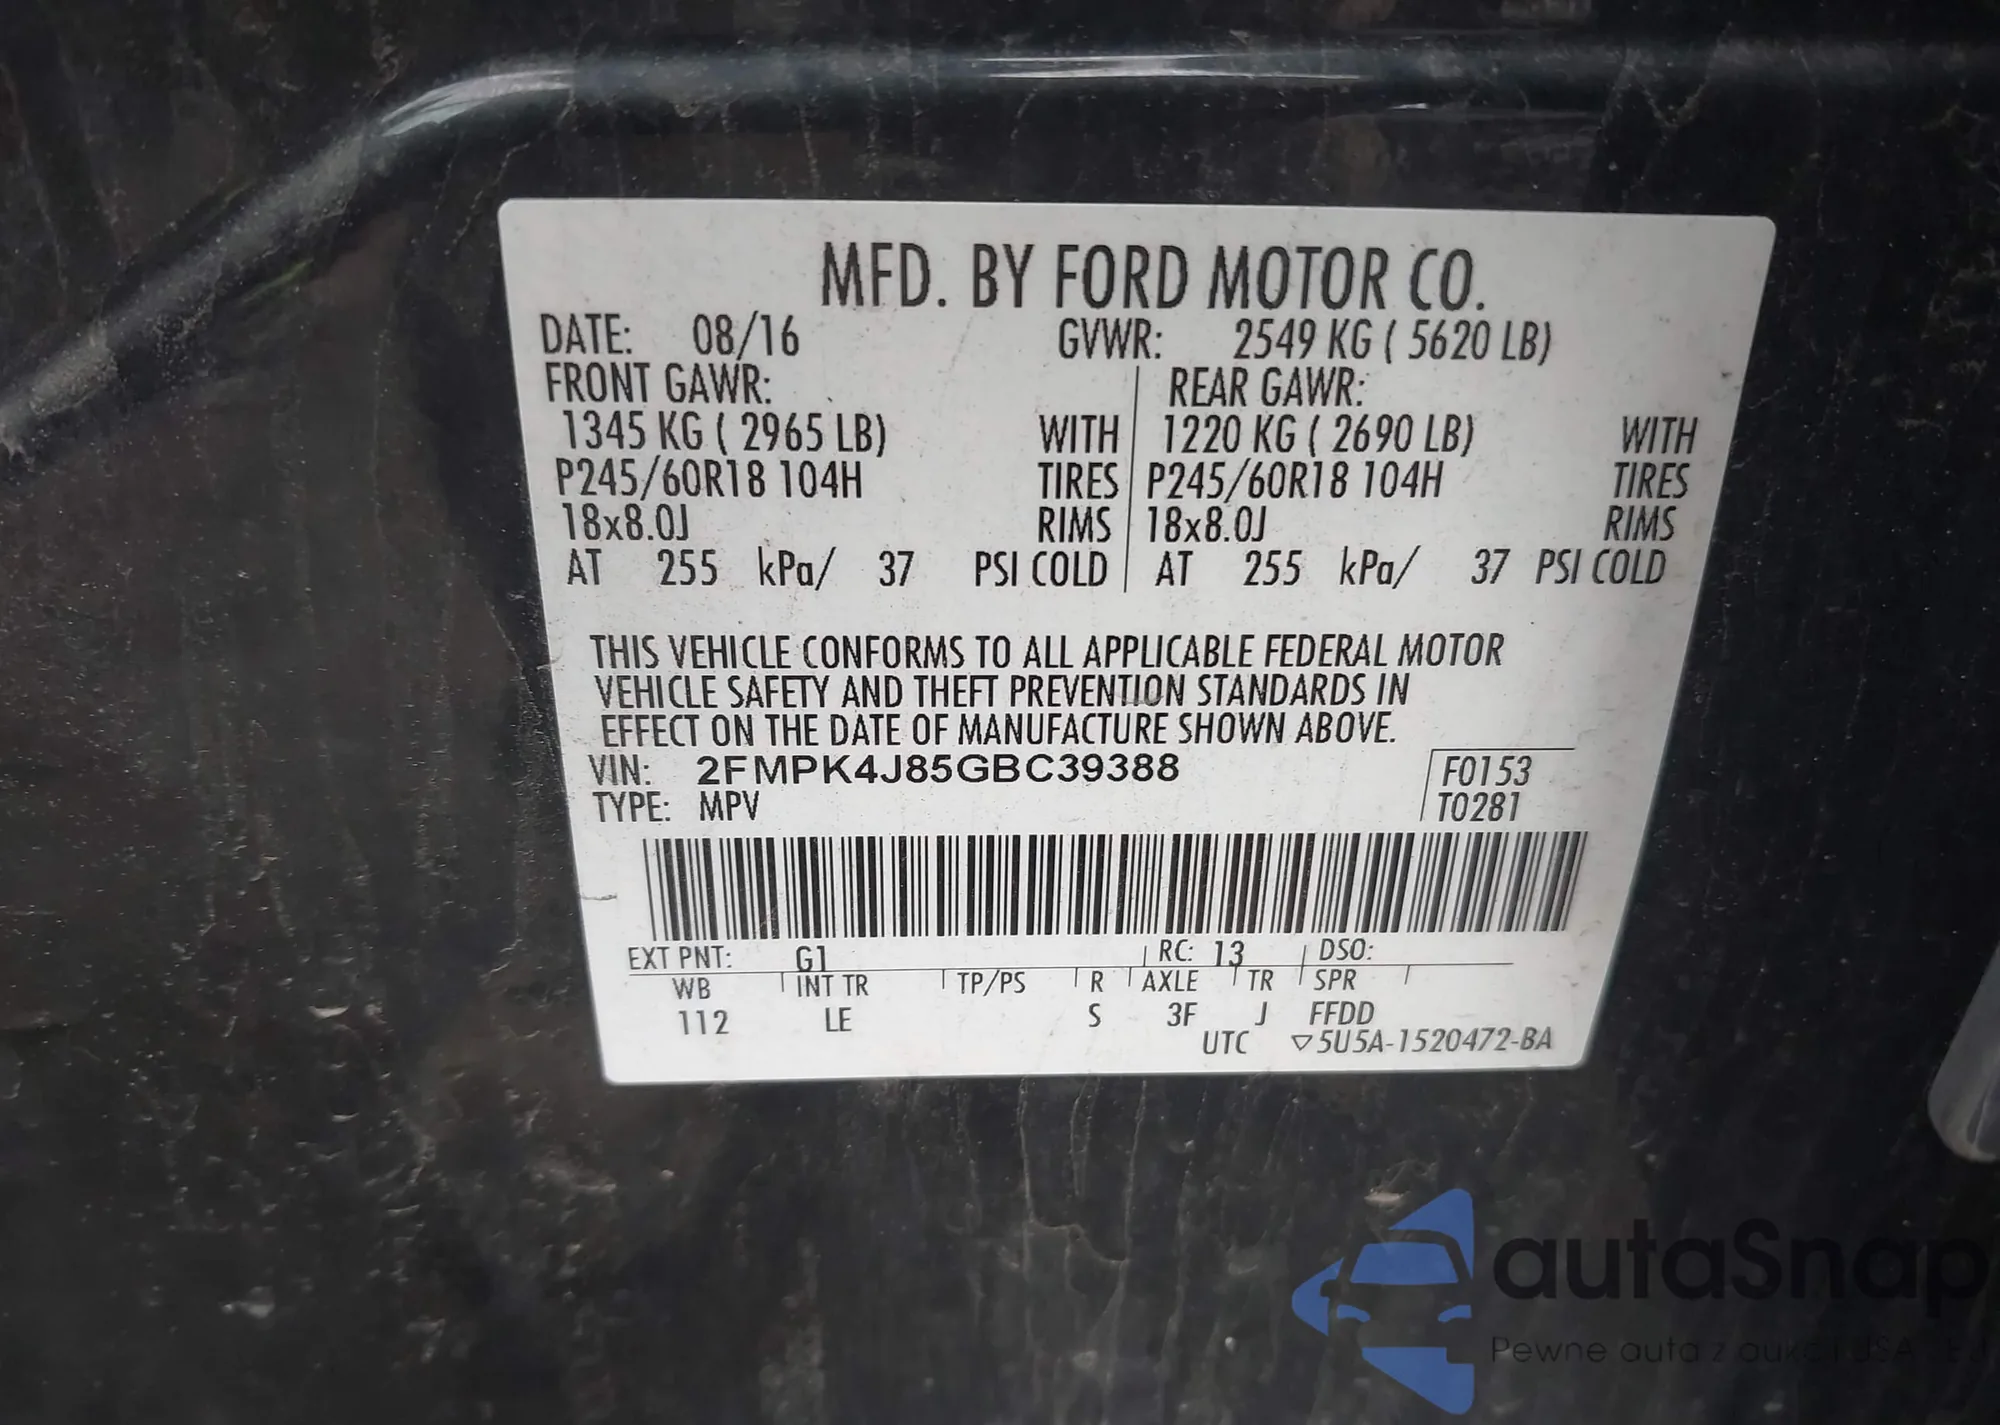 MFD. BY FORD MOTOR CO.
DATE: 08/16 GVWR: 2549 KG ( 5620 LB)
FRONT GAWR: REAR GAWR:
1345 KG ( 2965 LB) WITH 1220 KG ( 2690 LB) WITH
P245/60R18 104H TIRES P245/60R18 104H TIRES
18x8.0J RIMS 18x8.0J RIMS
AT 255 kPa/ 37 PSI COLD AT 255 kPa/ 37 PSI COLD
THIS VEHICLE CONFORMS TO ALL APPLICABLE FEDERAL MOTOR
VEHICLE SAFETY AND THEFT PREVENTION STANDARDS IN
EFFECT ON THE DATE OF MANUFACTURE SHOWN ABOVE.
VIN: 2FMPK4J85GBC39388 F0153
TYPE: MPV T0281
EXT PNT: G1 RC: 13 DSO:
WB INT TR TP/PS R AXLE TR SPR
112 LE S 3F J FFDD
UTC ▽5U5A-1520472-BA
autaSnap
Pewne auta z aukcji USA